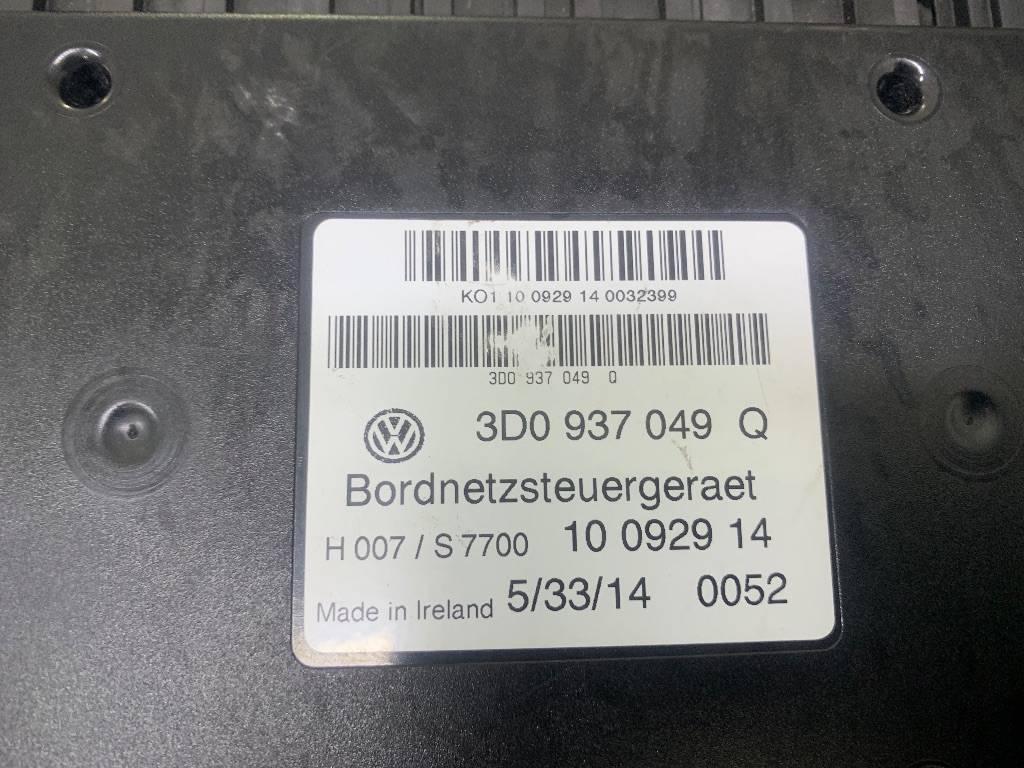 KO1 10 0929 14 0032399
3D0 937 049 Q
3D0 937 049 Q
Bordnetzsteuergeraet
H 007 / S 7700 10 0929 14
Made in Ireland 5/33/14 0052